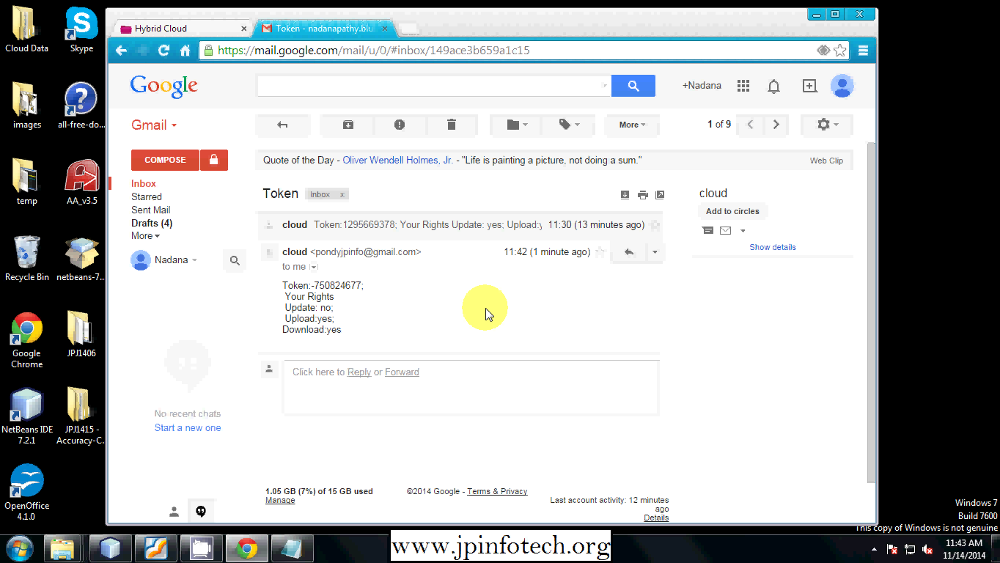 Cloud Data
Skype
images
all-free-do...
temp
AA_v3.5
Recycle Bin
netbeans-7...
Google
Chrome
JPJ1406
NetBeans IDE
7.2.1
JPJ1415 -
Accuracy-C...
OpenOffice
4.1.0
Hybrid Cloud
Token - nadanapathy.blu
https://mail.google.com/mail/u/0/#inbox/149ace3b659a1c15
Google
+Nadana
Gmail
More
1 of 9
COMPOSE
Quote of the Day - Oliver Wendell Holmes, Jr. - "Life is painting a picture, not doing a sum."
Web Clip
Inbox
Starred
Sent Mail
Drafts (4)
More
Nadana
No recent chats
Start a new one
Token
Inbox x
cloud Token:1295669378; Your Rights Update: yes; Upload:y 11:30 (13 minutes ago)
cloud <pondyjpinfo@gmail.com> 11:42 (1 minute ago)
to me
Token:-750824677;
Your Rights
Update: no;
Upload:yes;
Download:yes
Click here to Reply or Forward
cloud
Add to circles
Show details
1.05 GB (7%) of 15 GB used
Manage
©2014 Google - Terms & Privacy
Last account activity: 12 minutes
ago
Details
Windows 7
Build 7600
This copy of Windows is not genuine
www.jpinfotech.org
11:43 AM
11/14/2014